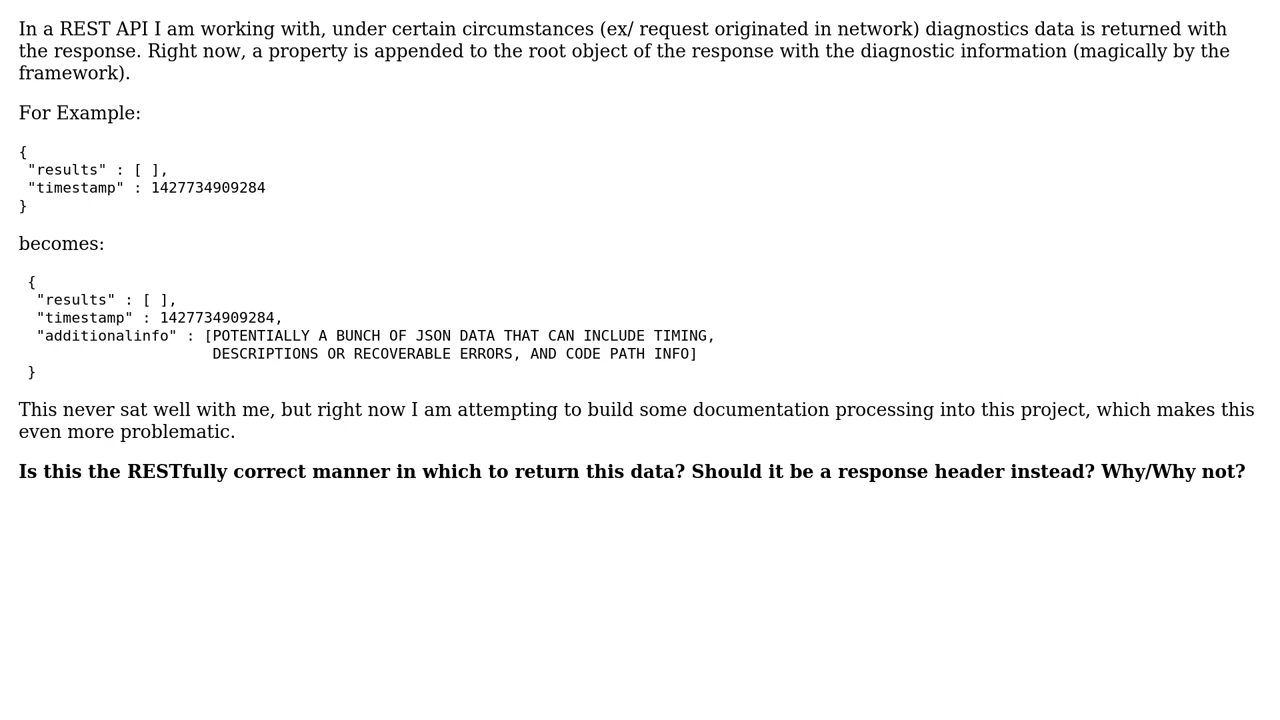 In a REST API I am working with, under certain circumstances (ex/ request originated in network) diagnostics data is returned with
the response. Right now, a property is appended to the root object of the response with the diagnostic information (magically by the
framework).
For Example:
{
"results" : [ ],
"timestamp" : 1427734909284
}
becomes:
{
"results" : [ ],
"timestamp" : 1427734909284,
"additionalinfo" : [POTENTIALLY A BUNCH OF JSON DATA THAT CAN INCLUDE TIMING,
DESCRIPTIONS OR RECOVERABLE ERRORS, AND CODE PATH INFO]
}
This never sat well with me, but right now I am attempting to build some documentation processing into this project, which makes this
even more problematic.
Is this the RESTfully correct manner in which to return this data? Should it be a response header instead? Why/Why not?